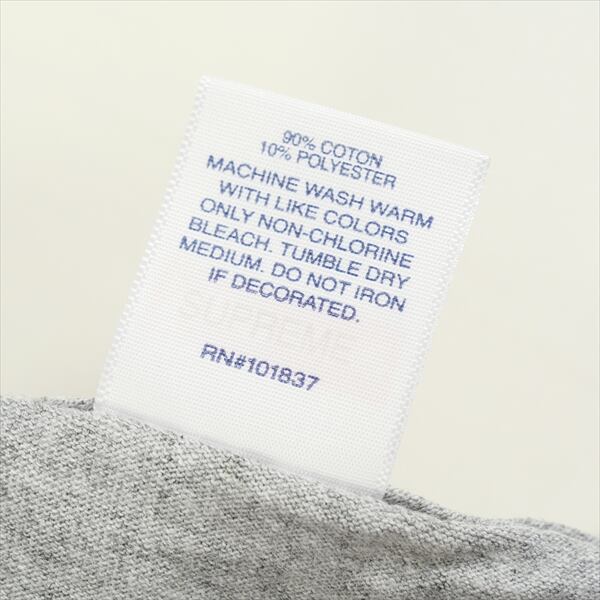 90% COTON
10% POLYESTER
MACHINE WASH WARM
WITH LIKE COLORS
ONLY NON-CHLORINE
BLEACH. TUMBLE DRY
MEDIUM. DO NOT IRON
IF DECORATED.
SUPREME
RN#101837